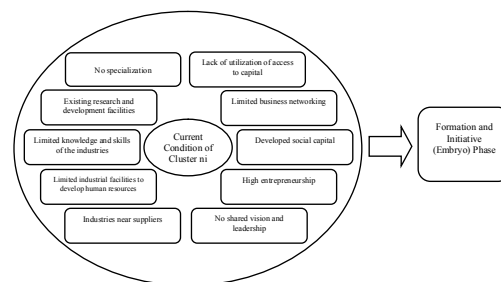 No specialization
Lack of utilization of access
to capital
Existing research and
development facilities
Limited business networking
Limited knowledge and skills
of the industries
Current
Condition of
Cluster ni
Developed social capital
Limited industrial facilities to
develop human resources
High entrepreneurship
Industries near suppliers
No shared vision and
leadership
Formation and
Initiative
(Embryo) Phase